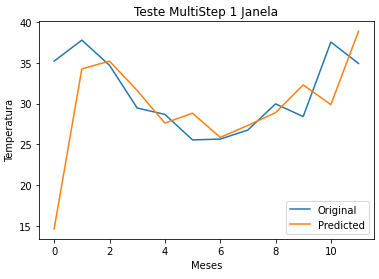 Teste MultiStep 1 Janela
Temperatura
40
35
30
25
20
15
0 2 4 6 8 10
Meses
Original
Predicted